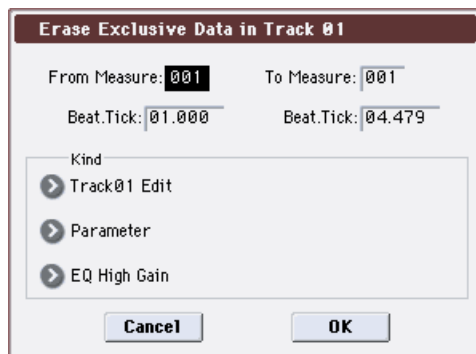 Erase Exclusive Data in Track 01
From Measure: 001 To Measure: 001
Beat.Tick: 01.000 Beat.Tick: 04.479
Kind
Track01 Edit
Parameter
EQ High Gain
Cancel OK